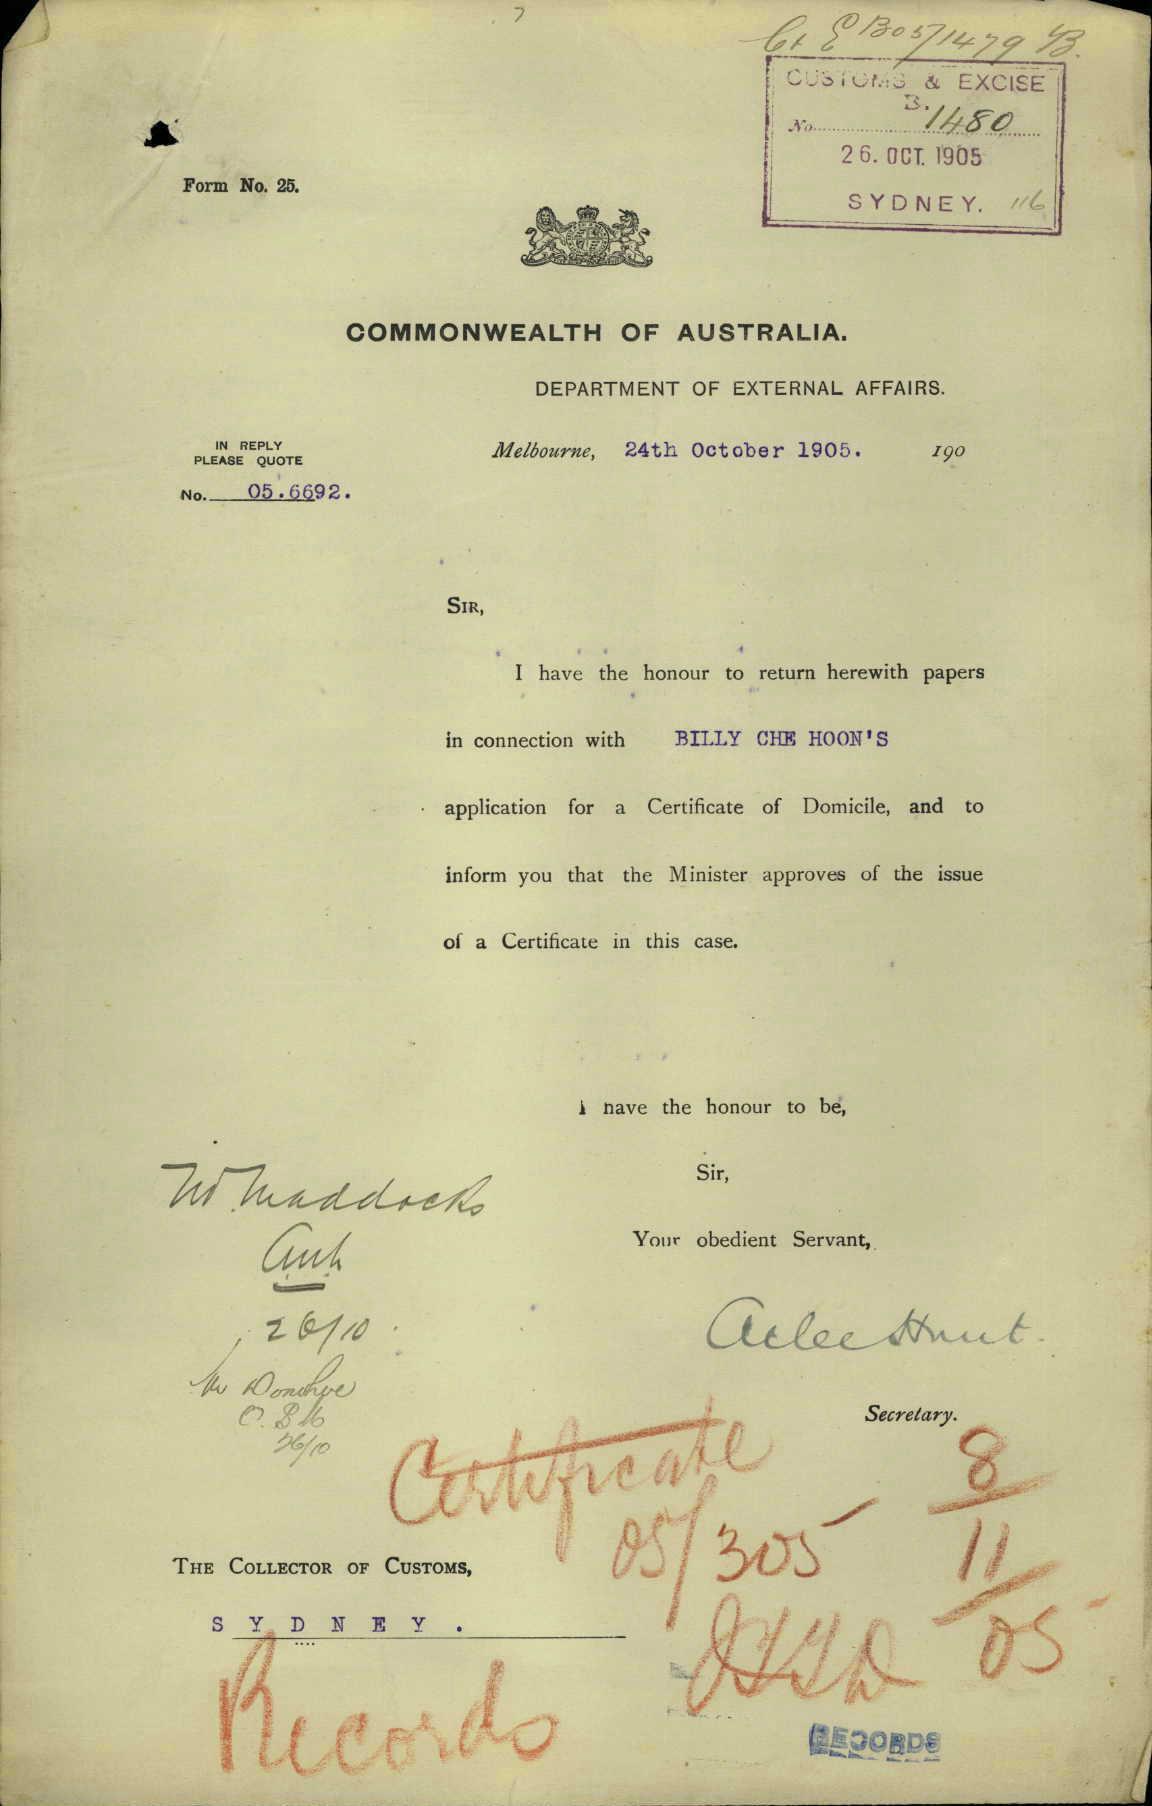 C & E B05/1479 B.
CUSTOMS & EXCISE
B.
No. 1480
26. OCT. 1905
SYDNEY. 116
Form No. 25.
COMMONWEALTH OF AUSTRALIA.
DEPARTMENT OF EXTERNAL AFFAIRS.
IN REPLY
PLEASE QUOTE
No. 05.6692.
Melbourne, 24th October 1905. 190
SIR,
I have the honour to return herewith papers
in connection with BILLY CHE HOON'S
application for a Certificate of Domicile, and to
inform you that the Minister approves of the issue
of a Certificate in this case.
I have the honour to be,
Sir,
Your obedient Servant,
Atlee Hunt.
Secretary.
Mr Maddocks
26/10
Mr Donohoe
26/10
Certificate
05/305
8/11/05
THE COLLECTOR OF CUSTOMS,
SYDNEY.
Records
RECORDS